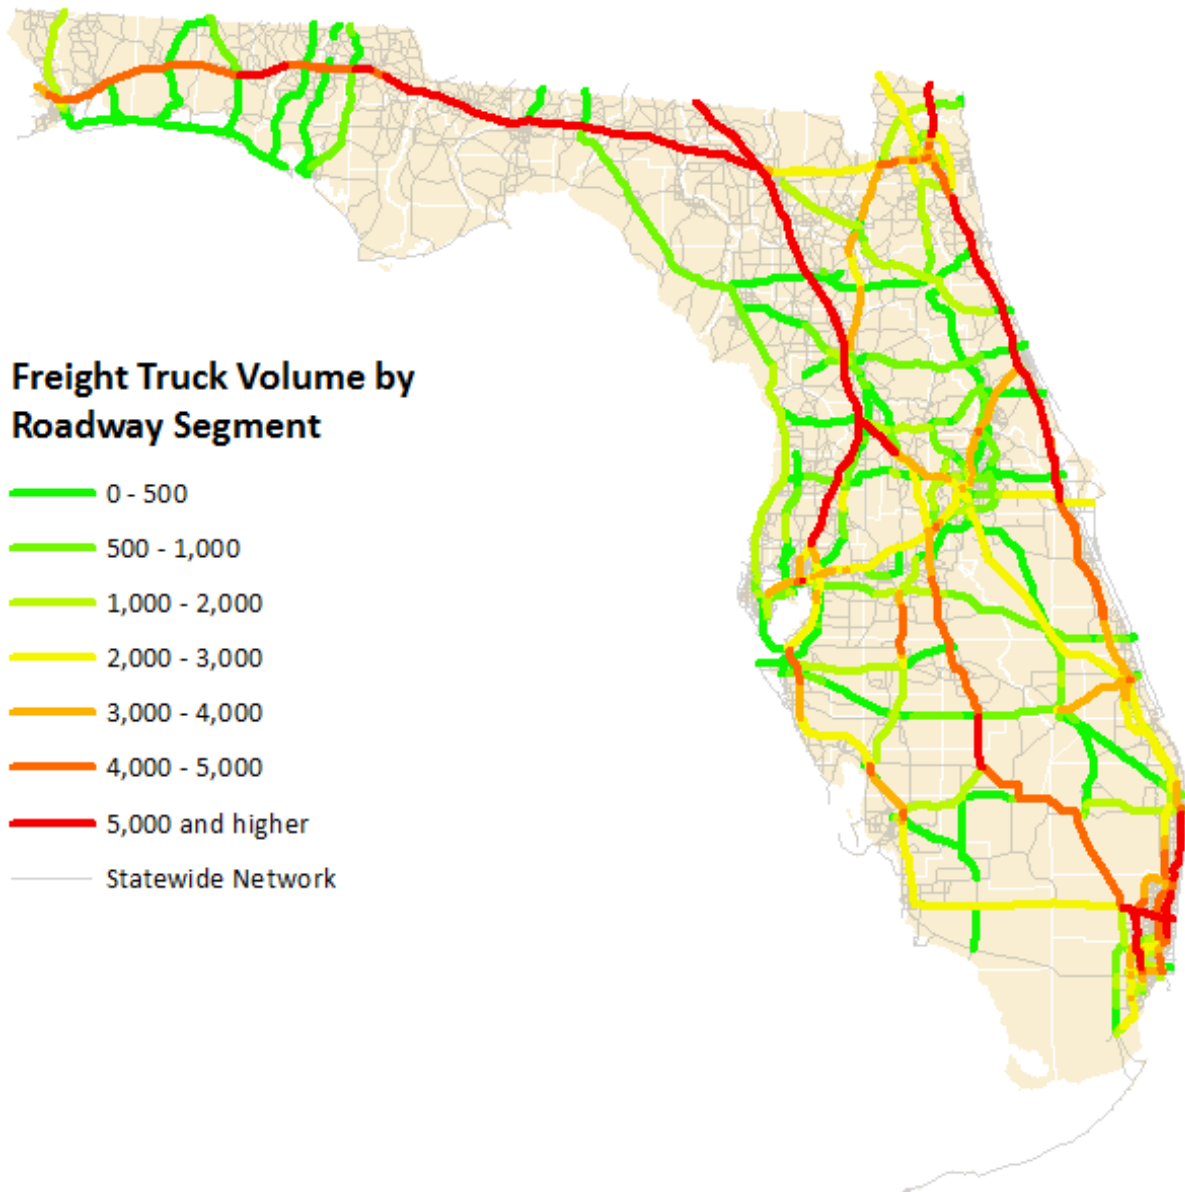 Freight Truck Volume by
Roadway Segment
0 - 500
500 - 1,000
1,000 - 2,000
2,000 - 3,000
3,000 - 4,000
4,000 - 5,000
5,000 and higher
Statewide Network